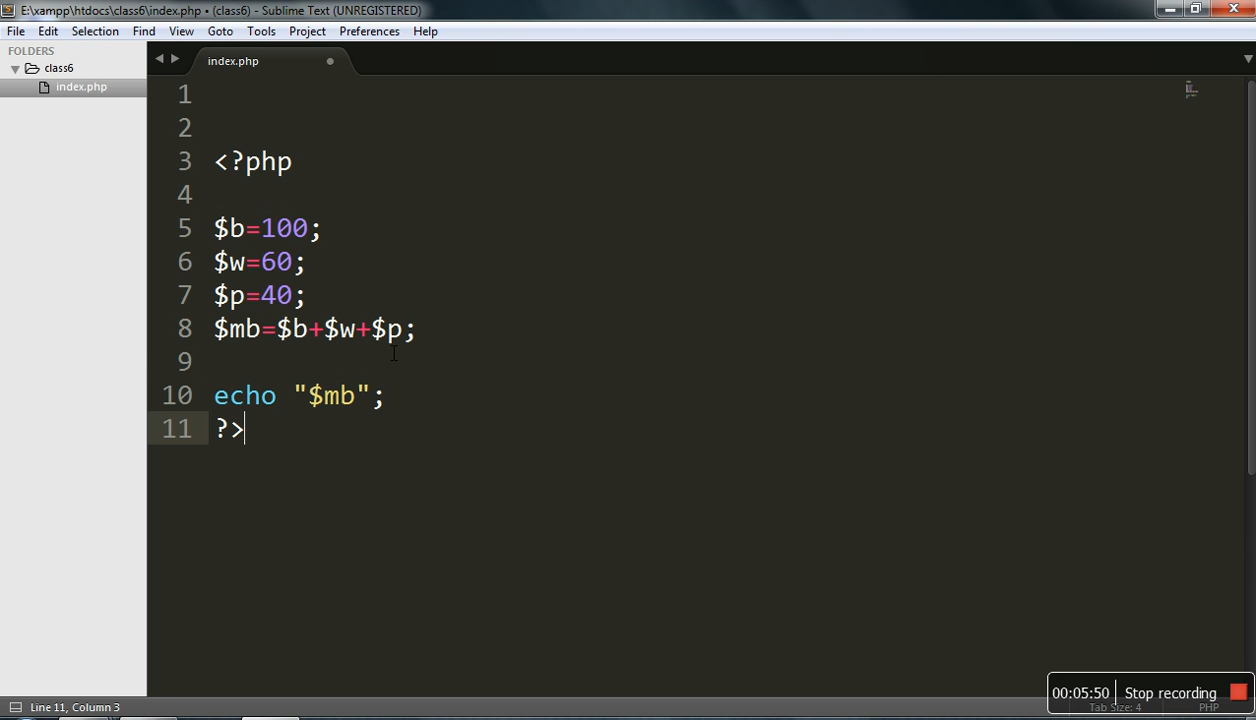 E:\xampp\htdocs\class6\index.php • (class6) - Sublime Text (UNREGISTERED)
File Edit Selection Find View Goto Tools Project Preferences Help
FOLDERS
class6
index.php
index.php
1
2
3 <?php
4
5 $b=100;
6 $w=60;
7 $p=40;
8 $mb=$b+$w+$p;
9
10 echo "$mb";
11 ?>
00:05:50 Stop recording
Line 11, Column 3
Tab Size: 4 PHP